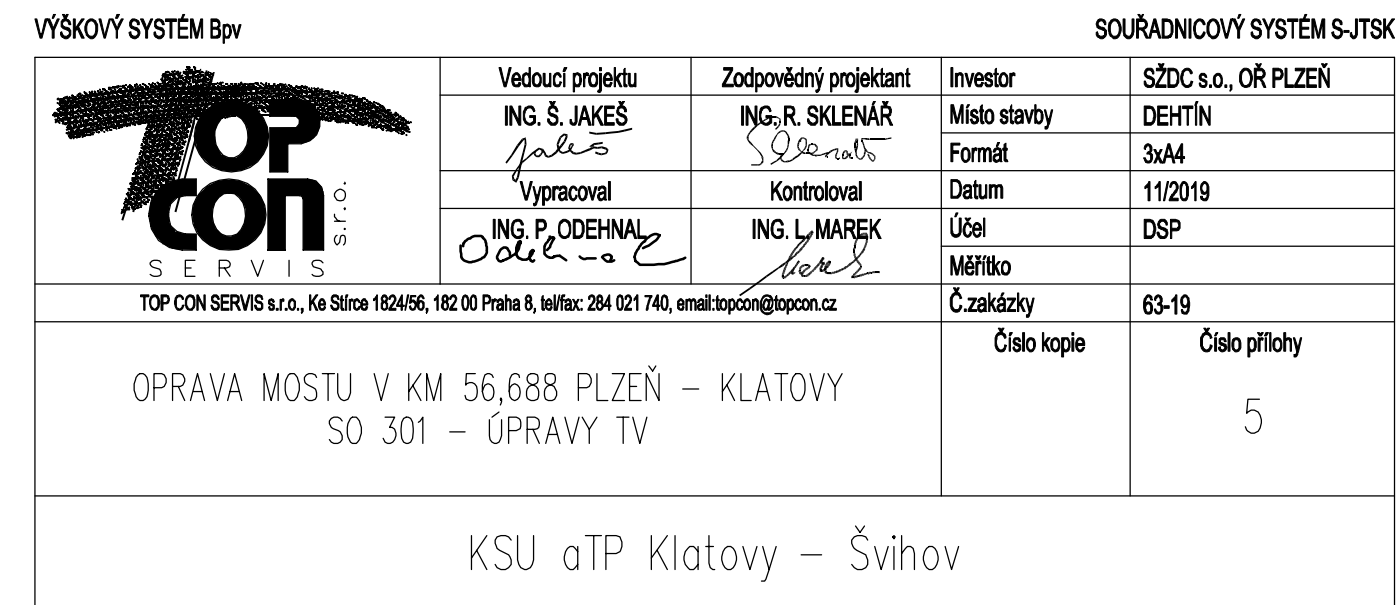 VÝŠKOVÝ SYSTÉM Bpv
SOUŘADNICOVÝ SYSTÉM S-JTSK
TOP
CON
s.r.o.
SERVIS
Vedoucí projektu
Zodpovědný projektant
Investor
SŽDC s.o., OŘ PLZEŇ
ING. Š. JAKEŠ
ING. R. SKLENÁŘ
Místo stavby
DEHTÍN
Jakeš
Sklenář
Formát
3xA4
Vypracoval
Kontroloval
Datum
11/2019
ING. P. ODEHNAL
ING. L. MAREK
Účel
DSP
Odehnal
Marek
Měřítko
TOP CON SERVIS s.r.o., Ke Stírce 1824/56, 182 00 Praha 8, tel/fax: 284 021 740, email:topcon@topcon.cz
Č.zakázky
63-19
Číslo kopie
Číslo přílohy
OPRAVA MOSTU V KM 56,688 PLZEŇ – KLATOVY
SO 301 – ÚPRAVY TV
5
KSU aTP Klatovy – Švihov